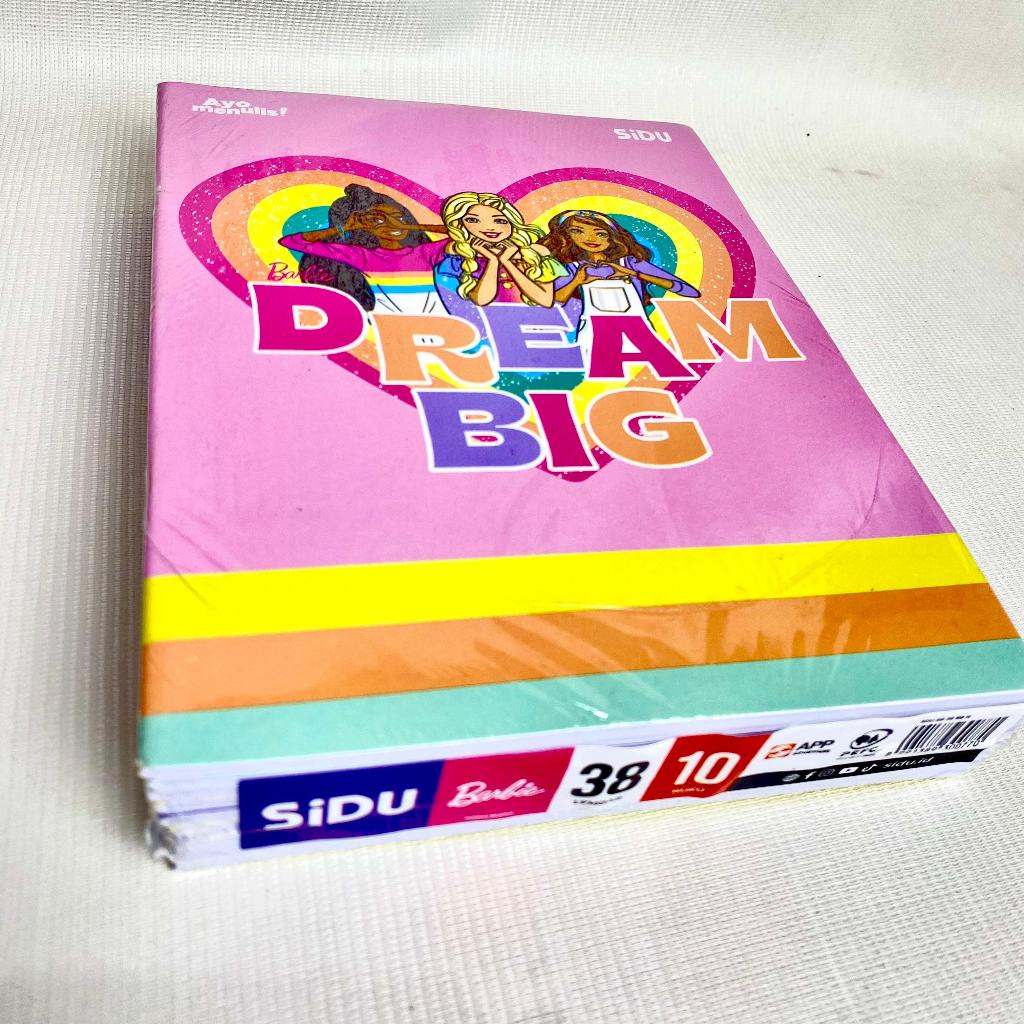 Ayo
menulis!
SiDU
Barbie
DREAM
BIG
SiDU
Barbie
38
10
APP
PEFC
sidu.id